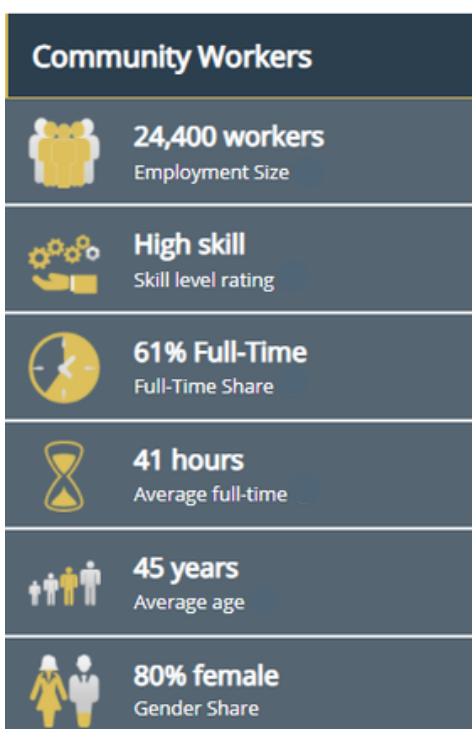 Community Workers
24,400 workers
Employment Size
High skill
Skill level rating
61% Full-Time
Full-Time Share
41 hours
Average full-time
45 years
Average age
80% female
Gender Share